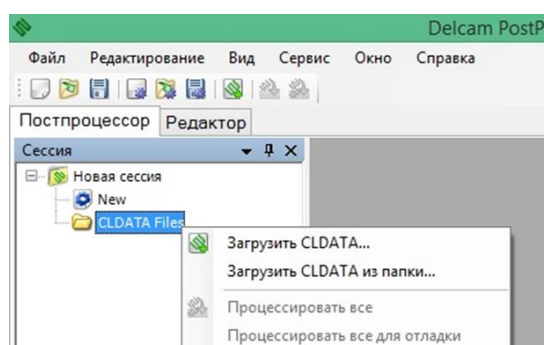 Delcam PostP
Файл Редактирование Вид Сервис Окно Справка
Постпроцессор Редактор
Сессия
Новая сессия
New
CLDATA Files
Загрузить CLDATA...
Загрузить CLDATA из папки...
Процессировать все
Процессировать все для отладки